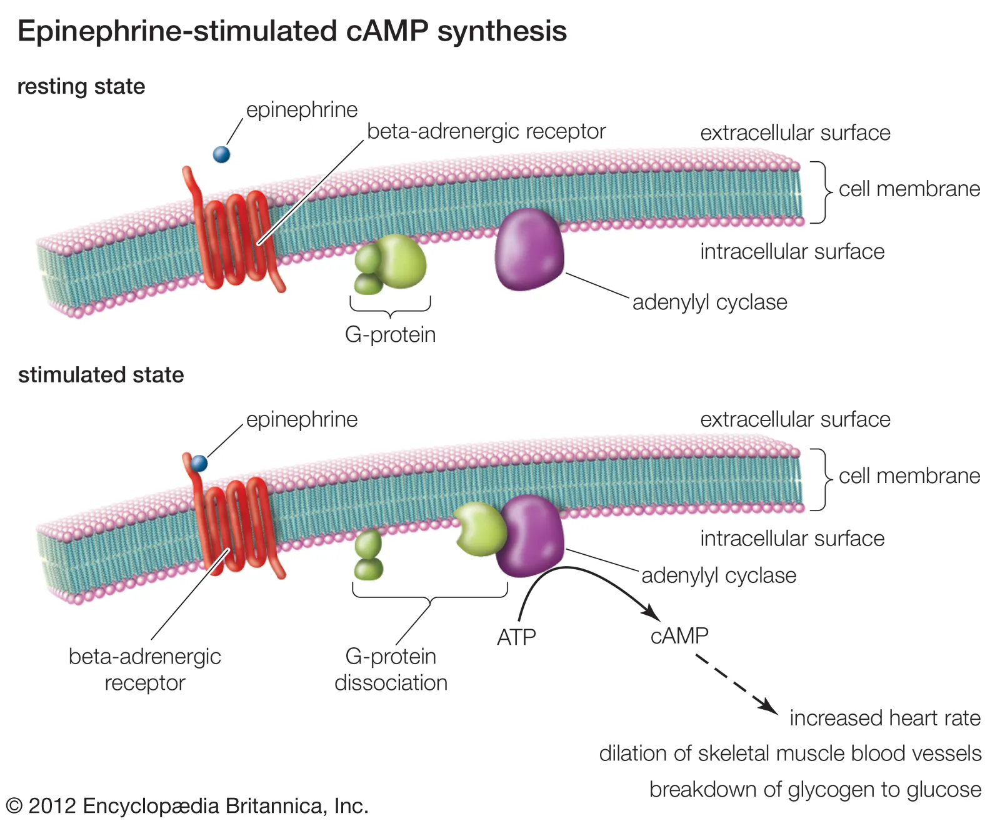 Epinephrine-stimulated cAMP synthesis
resting state
epinephrine
beta-adrenergic receptor
extracellular surface
cell membrane
intracellular surface
adenylyl cyclase
G-protein
stimulated state
epinephrine
extracellular surface
cell membrane
intracellular surface
adenylyl cyclase
ATP
cAMP
beta-adrenergic
receptor
G-protein
dissociation
increased heart rate
dilation of skeletal muscle blood vessels
breakdown of glycogen to glucose
© 2012 Encyclopædia Britannica, Inc.